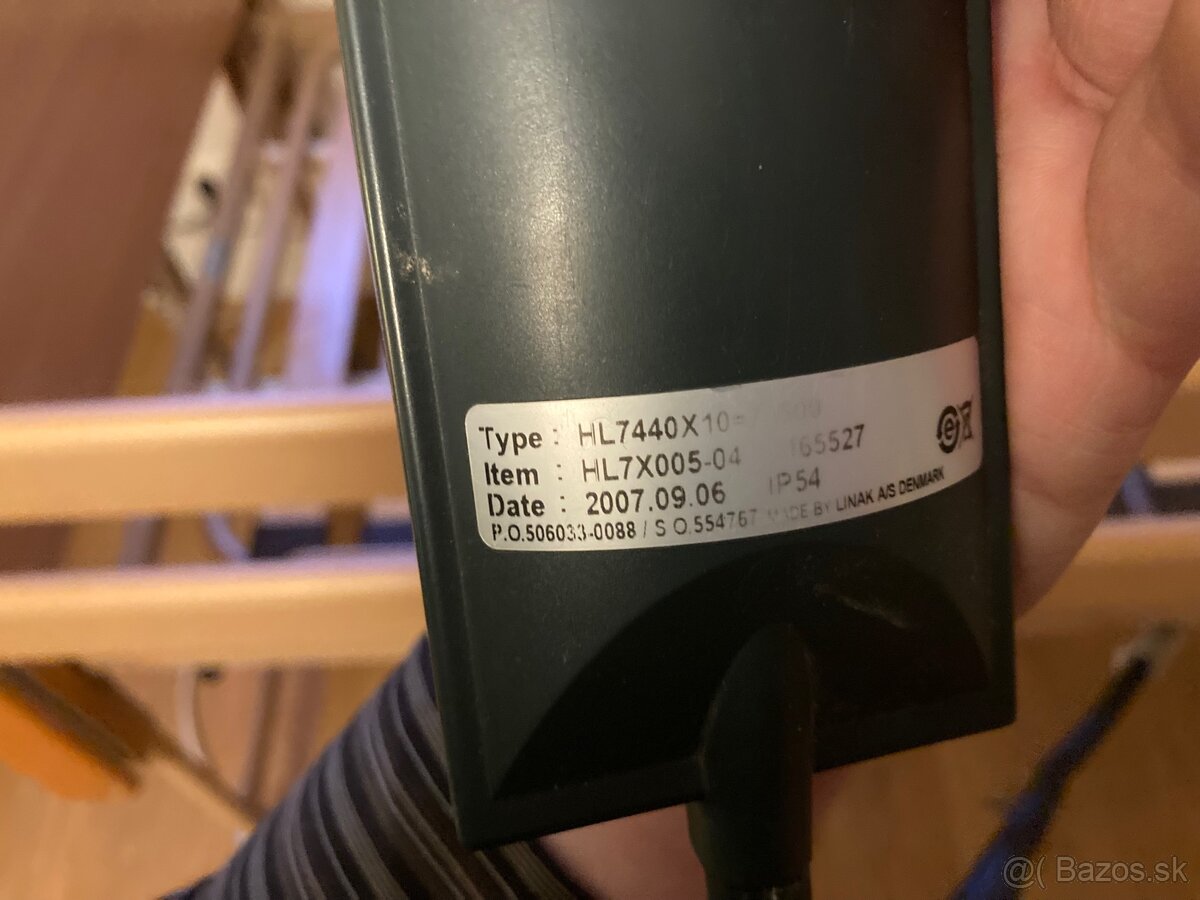 Type : HL7440X10
Item : HL7X005-04 165527
Date : 2007.09.06 IP54
P.O.506033-0088 / S O.554767 MADE BY LINAK A/S DENMARK
@( Bazos.sk